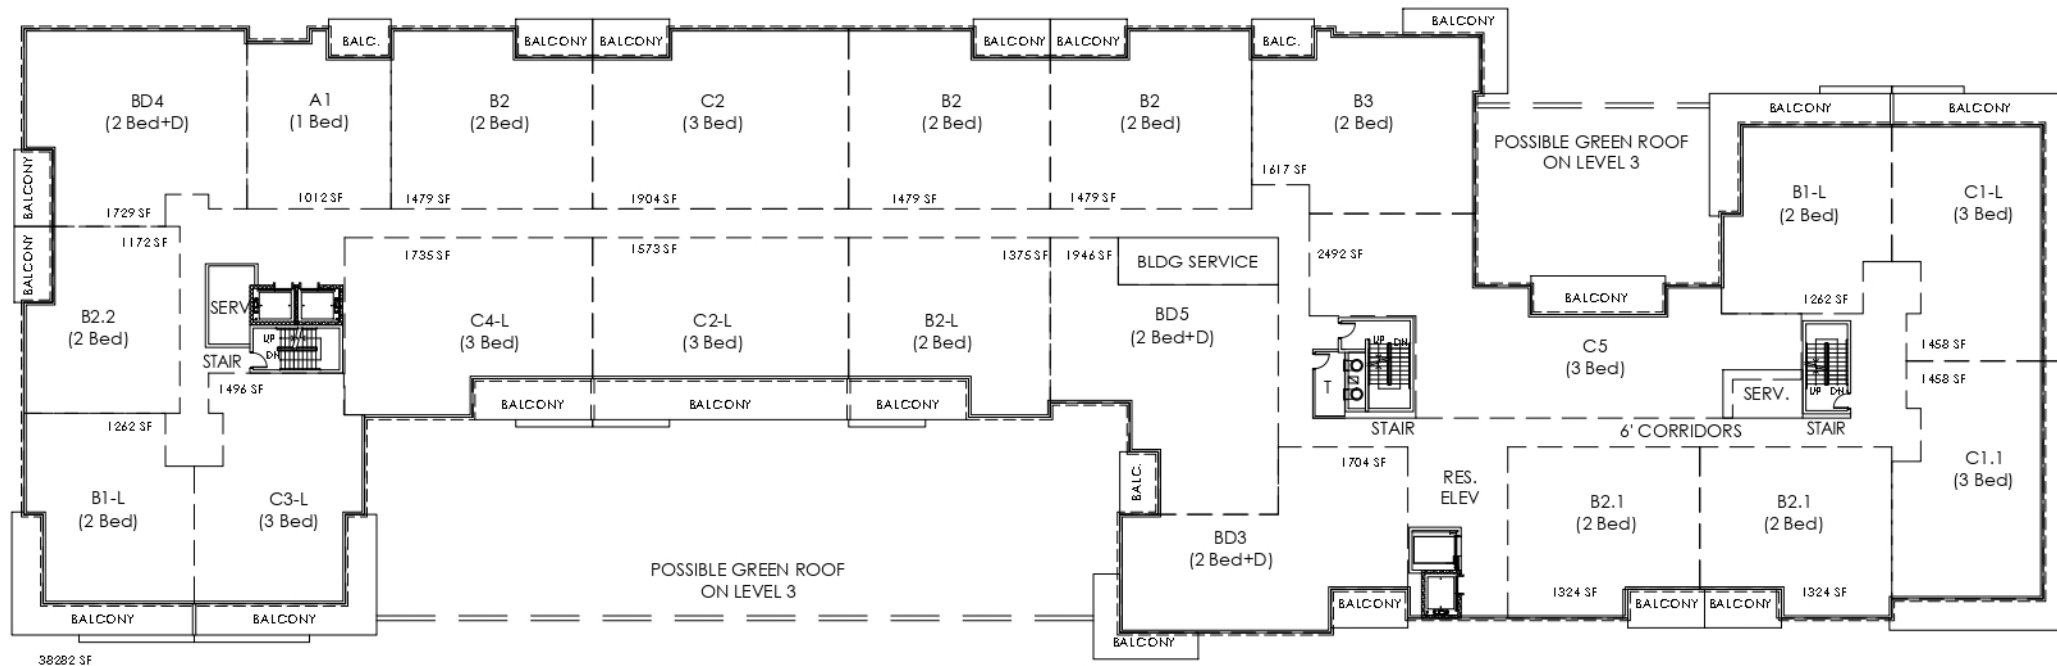 BALCONY
BALC.
BALCONY
BALCONY
BALCONY
BALCONY
BALC.
BD4
(2 Bed+D)
A1
(1 Bed)
B2
(2 Bed)
C2
(3 Bed)
B2
(2 Bed)
B2
(2 Bed)
B3
(2 Bed)
BALCONY
BALCONY
POSSIBLE GREEN ROOF
ON LEVEL 3
BALCONY
1729 SF
1012 SF
1479 SF
1904 SF
1479 SF
1479 SF
1617 SF
B1-L
(2 Bed)
C1-L
(3 Bed)
BALCONY
1172 SF
1735 SF
1573 SF
1375 SF
1946 SF
BLDG SERVICE
2492 SF
SERV
BALCONY
1262 SF
B2.2
(2 Bed)
UP
DN
STAIR
C4-L
(3 Bed)
C2-L
(3 Bed)
B2-L
(2 Bed)
BD5
(2 Bed+D)
UP
DN
T
C5
(3 Bed)
1458 SF
1458 SF
1496 SF
SERV.
UP
DN
BALCONY
BALCONY
BALCONY
1262 SF
STAIR
6' CORRIDORS
STAIR
BALC.
1704 SF
RES.
ELEV
C1.1
(3 Bed)
B1-L
(2 Bed)
C3-L
(3 Bed)
B2.1
(2 Bed)
B2.1
(2 Bed)
BD3
(2 Bed+D)
POSSIBLE GREEN ROOF
ON LEVEL 3
1324 SF
1324 SF
BALCONY
BALCONY
BALCONY
BALCONY
BALCONY
BALCONY
38282 SF